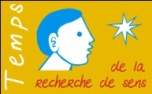 Temps
de la
recherche de sens